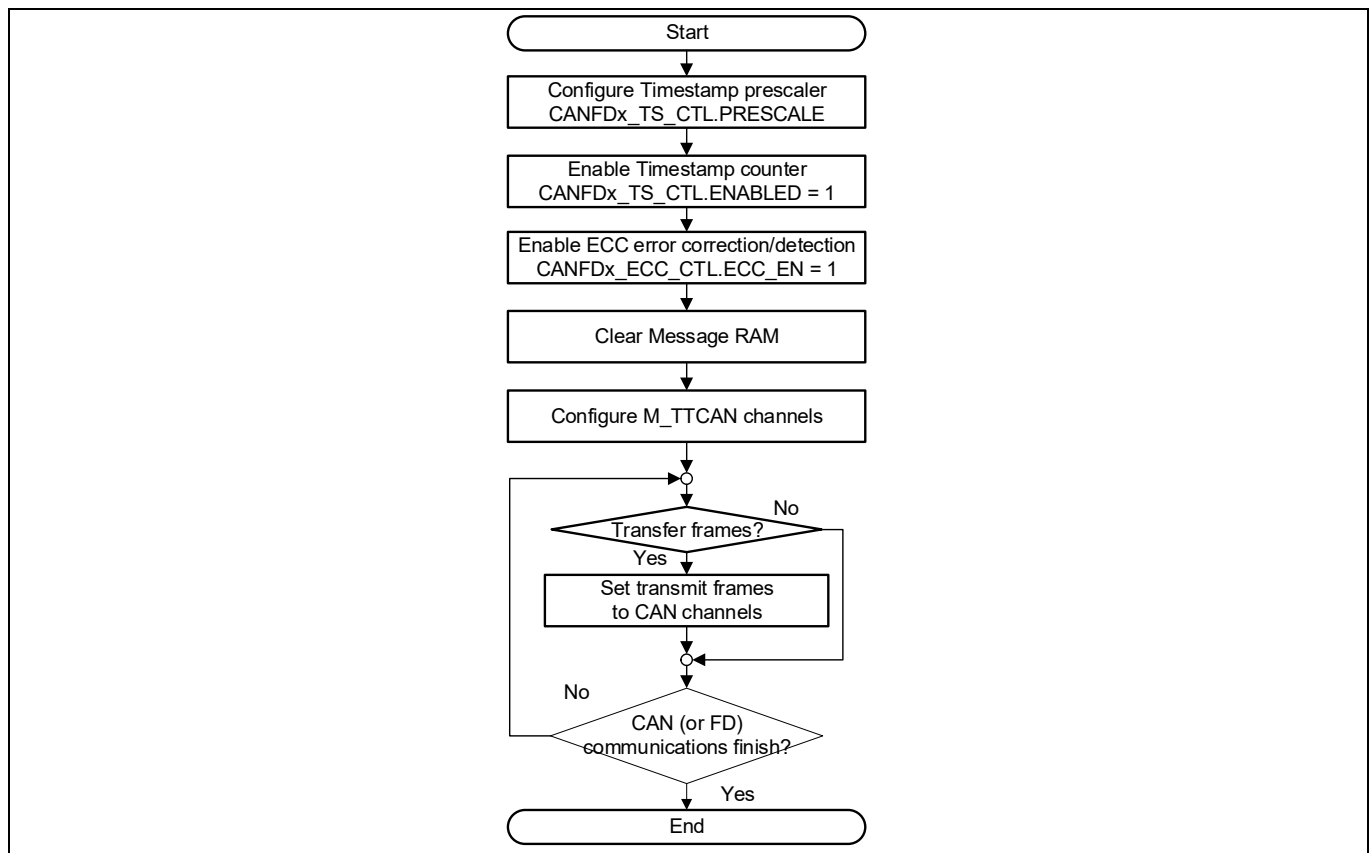 Start
Configure Timestamp prescaler
CANFDx_TS_CTL.PRESCALE
Enable Timestamp counter
CANFDx_TS_CTL.ENABLED = 1
Enable ECC error correction/detection
CANFDx_ECC_CTL.ECC_EN = 1
Clear Message RAM
Configure M_TTCAN channels
No
Transfer frames?
Yes
Set transmit frames
to CAN channels
No
CAN (or FD)
communications finish?
Yes
End